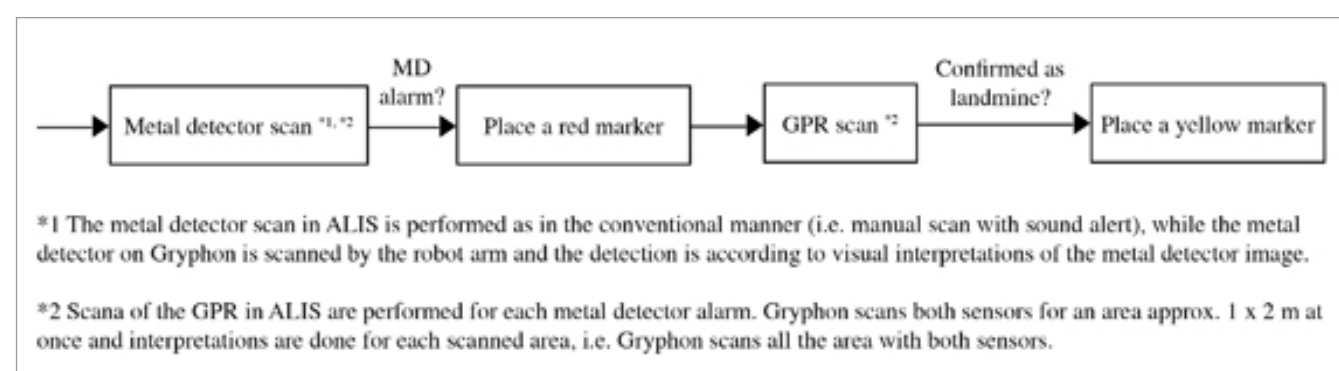 MD
alarm?
Confirmed as
landmine?
Metal detector scan *1, *2
Place a red marker
GPR scan *2
Place a yellow marker
*1 The metal detector scan in ALIS is performed as in the conventional manner (i.e. manual scan with sound alert), while the metal
detector on Gryphon is scanned by the robot arm and the detection is according to visual interpretations of the metal detector image.
*2 Scana of the GPR in ALIS are performed for each metal detector alarm. Gryphon scans both sensors for an area approx. 1 x 2 m at
once and interpretations are done for each scanned area, i.e. Gryphon scans all the area with both sensors.